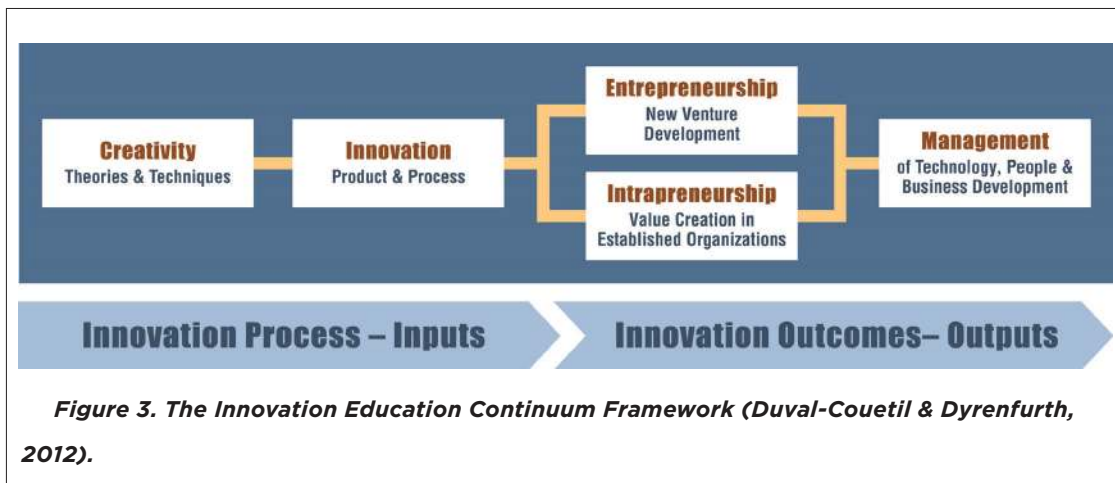 Creativity
Theories & Techniques
Innovation
Product & Process
Entrepreneurship
New Venture
Development
Intrapreneurship
Value Creation in
Established Organizations
Management
of Technology, People &
Business Development
Innovation Process – Inputs
Innovation Outcomes– Outputs
Figure 3. The Innovation Education Continuum Framework (Duval-Couetil & Dyrenfurth,
2012).